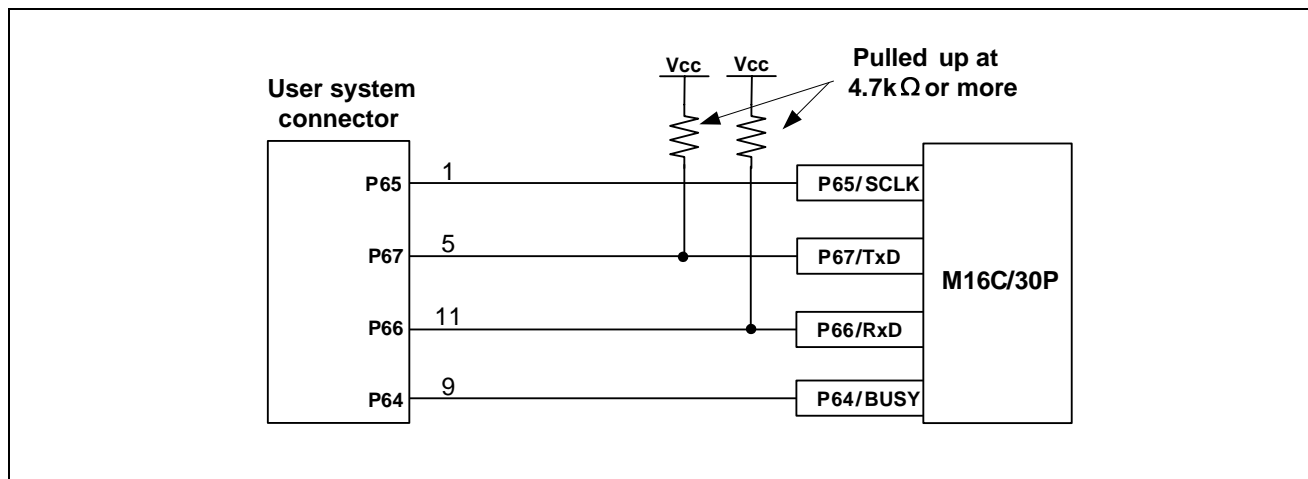 Vcc Vcc
Pulled up at
4.7kΩ or more
User system
connector
P65 1 P65/SCLK
P67 5 P67/TxD
M16C/30P
P66 11 P66/RxD
P64 9 P64/BUSY